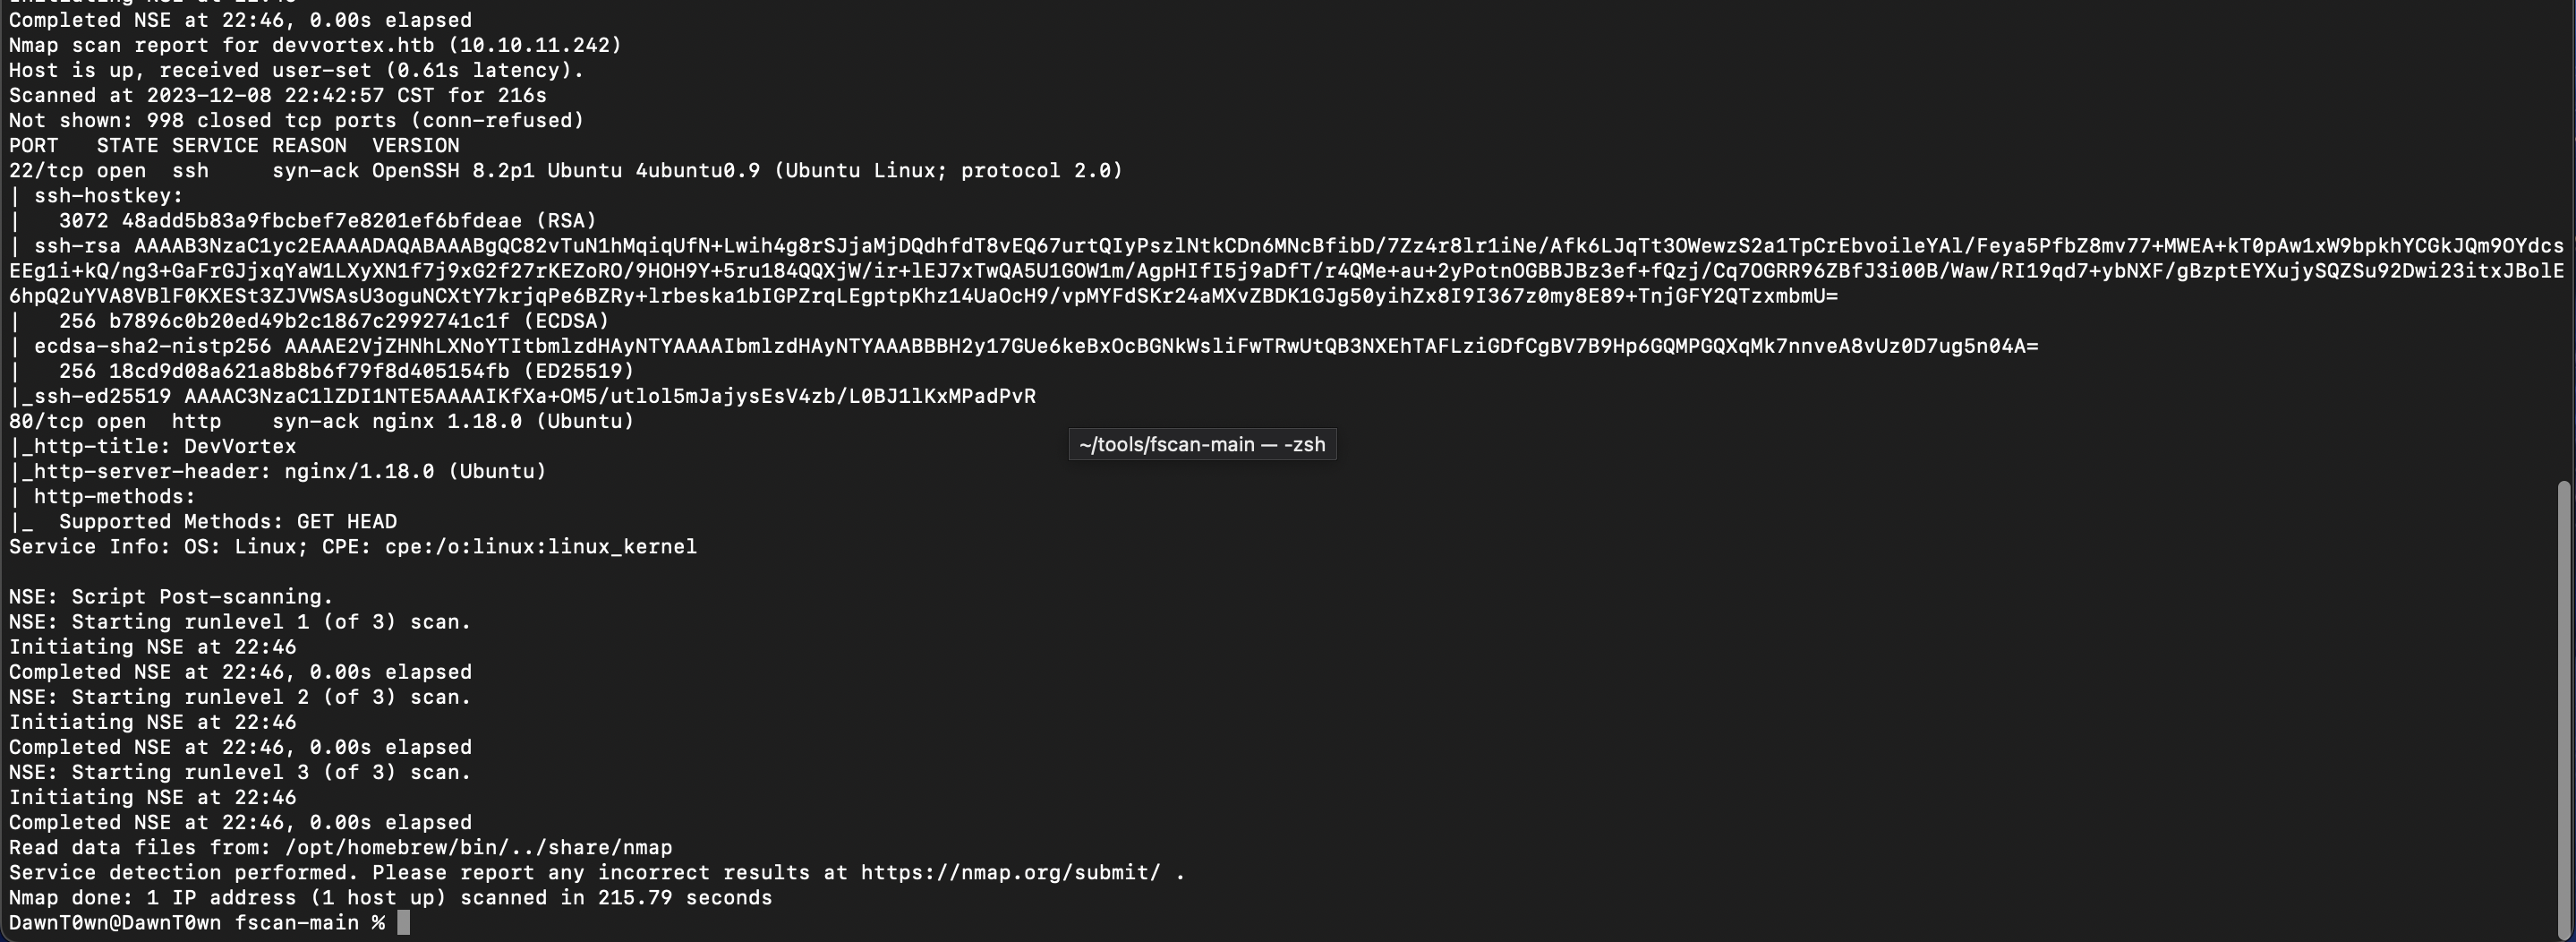 Completed NSE at 22:46, 0.00s elapsed
Nmap scan report for devvortex.htb (10.10.11.242)
Host is up, received user-set (0.61s latency).
Scanned at 2023-12-08 22:42:57 CST for 216s
Not shown: 998 closed tcp ports (conn-refused)
PORT   STATE SERVICE REASON  VERSION
22/tcp open  ssh     syn-ack OpenSSH 8.2p1 Ubuntu 4ubuntu0.9 (Ubuntu Linux; protocol 2.0)
| ssh-hostkey:
|   3072 48add5b83a9fbcbef7e8201ef6bfdeae (RSA)
| ssh-rsa AAAAB3NzaC1yc2EAAAADAQABAAABgQC82vTuN1hMqiqUfN+Lwih4g8rSJjaMjDQdhfdT8vEQ67urtQIyPszlNtkCDn6MNcBfibD/7Zz4r8lr1iNe/Afk6LJqTt3OWewzS2a1TpCrEbvoileYAl/Feya5PfbZ8mv77+MWEA+kT0pAw1xW9bpkhYCGkJQm9OYdcs
EEg1i+kQ/ng3+GaFrGJjxqYaW1LXyXN1f7j9xG2f27rKEZoRO/9HOH9Y+5ru184QQXjW/ir+lEJ7xTwQA5U1GOW1m/AgpHIfI5j9aDfT/r4QMe+au+2yPotnOGBBJBz3ef+fQzj/Cq7OGRR96ZBfJ3i00B/Waw/RI19qd7+ybNXF/gBzptEYXujySQZSu92Dwi23itxJBolE
6hpQ2uYVA8VBlF0KXESt3ZJVWSAsU3oguNCXtY7krjqPe6BZRy+lrbeska1bIGPZrqLEgptpKhz14UaOcH9/vpMYFdSKr24aMXvZBDK1GJg50yihZx8I9I367z0my8E89+TnjGFY2QTzxmbmU=
|   256 b7896c0b20ed49b2c1867c2992741c1f (ECDSA)
| ecdsa-sha2-nistp256 AAAAE2VjZHNhLXNoYTItbmlzdHAyNTYAAAAIbmlzdHAyNTYAAABBBH2y17GUe6keBxOcBGNkWsliFwTRwUtQB3NXEhTAFLziGDfCgBV7B9Hp6GQMPGQXqMk7nnveA8vUz0D7ug5n04A=
|   256 18cd9d08a621a8b8b6f79f8d405154fb (ED25519)
|_ssh-ed25519 AAAAC3NzaC1lZDI1NTE5AAAAIKfXa+OM5/utlol5mJajysEsV4zb/L0BJ1lKxMPadPvR
80/tcp open  http    syn-ack nginx 1.18.0 (Ubuntu)
|_http-title: DevVortex
~/tools/fscan-main — -zsh
|_http-server-header: nginx/1.18.0 (Ubuntu)
| http-methods:
|_  Supported Methods: GET HEAD
Service Info: OS: Linux; CPE: cpe:/o:linux:linux_kernel
NSE: Script Post-scanning.
NSE: Starting runlevel 1 (of 3) scan.
Initiating NSE at 22:46
Completed NSE at 22:46, 0.00s elapsed
NSE: Starting runlevel 2 (of 3) scan.
Initiating NSE at 22:46
Completed NSE at 22:46, 0.00s elapsed
NSE: Starting runlevel 3 (of 3) scan.
Initiating NSE at 22:46
Completed NSE at 22:46, 0.00s elapsed
Read data files from: /opt/homebrew/bin/../share/nmap
Service detection performed. Please report any incorrect results at https://nmap.org/submit/ .
Nmap done: 1 IP address (1 host up) scanned in 215.79 seconds
DawnT0wn@DawnT0wn fscan-main %